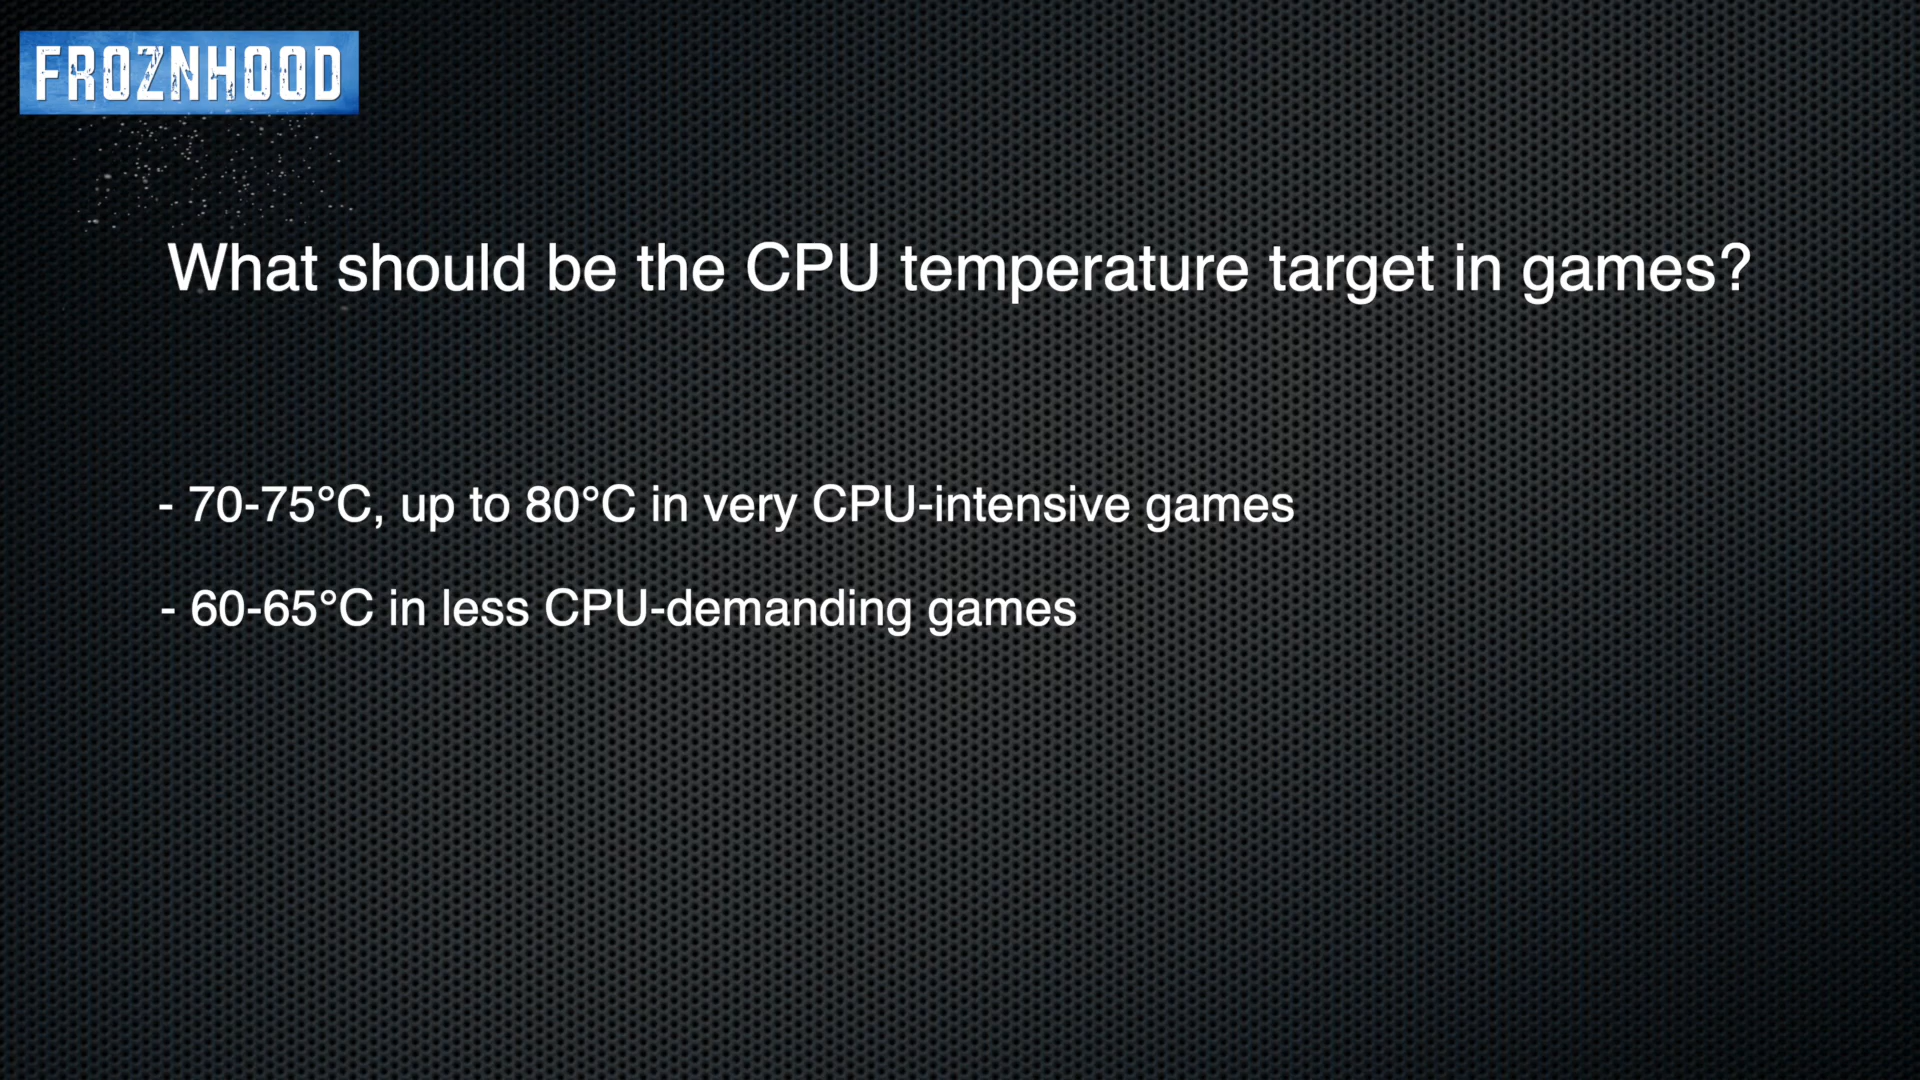 FROZNHOOD
What should be the CPU temperature target in games?
- 70-75°C, up to 80°C in very CPU-intensive games
- 60-65°C in less CPU-demanding games